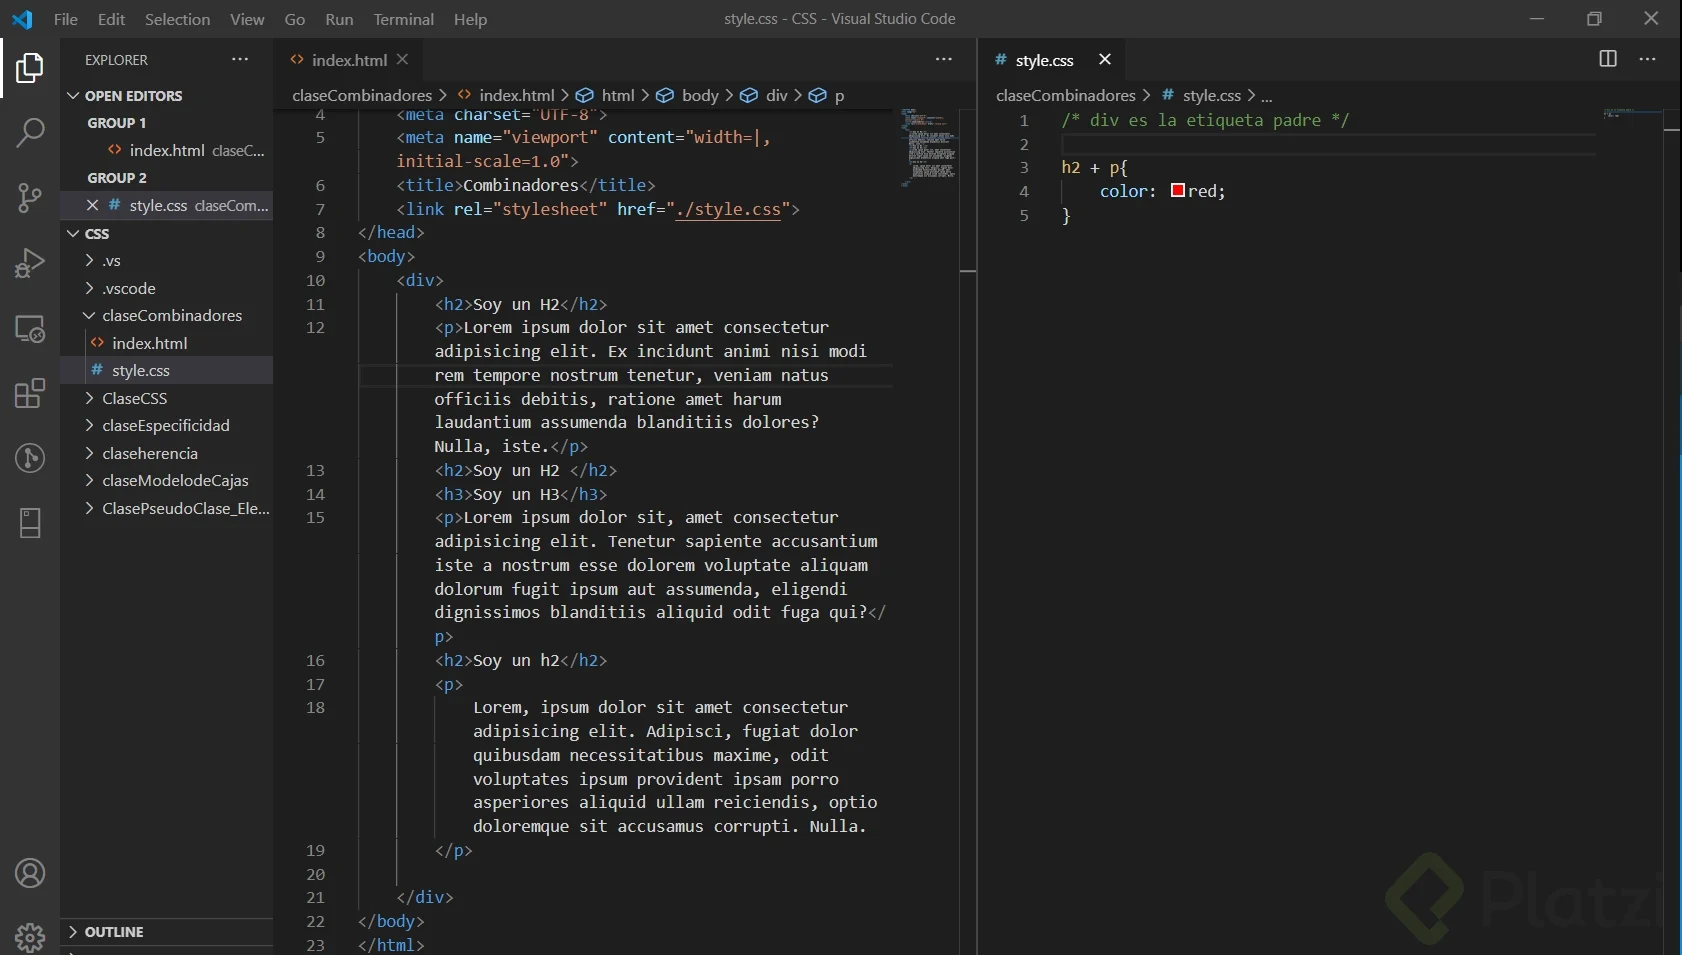 File Edit Selection View Go Run Terminal Help
style.css - CSS - Visual Studio Code
EXPLORER
OPEN EDITORS
GROUP 1
index.html claseC...
GROUP 2
style.css claseCom...
CSS
.vs
.vscode
claseCombinadores
index.html
style.css
ClaseCSS
claseEspecificidad
claseherencia
claseModelodeCajas
ClasePseudoClase_Ele...
OUTLINE
index.html
claseCombinadores > index.html > html > body > div > p
4 <meta charset="UTF-8">
5 <meta name="viewport" content="width=|,
initial-scale=1.0">
6 <title>Combinadores</title>
7 <link rel="stylesheet" href="./style.css">
8 </head>
9 <body>
10 <div>
11 <h2>Soy un H2</h2>
12 <p>Lorem ipsum dolor sit amet consectetur
adipisicing elit. Ex incidunt animi nisi modi
rem tempore nostrum tenetur, veniam natus
officiis debitis, ratione amet harum
laudantium assumenda blanditiis dolores?
Nulla, iste.</p>
13 <h2>Soy un H2 </h2>
14 <h3>Soy un H3</h3>
15 <p>Lorem ipsum dolor sit, amet consectetur
adipisicing elit. Tenetur sapiente accusantium
iste a nostrum esse dolorem voluptate aliquam
dolorum fugit ipsum aut assumenda, eligendi
dignissimos blanditiis aliquid odit fuga qui?</
p>
16 <h2>Soy un h2</h2>
17 <p>
18 Lorem, ipsum dolor sit amet consectetur
adipisicing elit. Adipisci, fugiat dolor
quibusdam necessitatibus maxime, odit
voluptates ipsum provident ipsam porro
asperiores aliquid ullam reiciendis, optio
doloremque sit accusamus corrupti. Nulla.
19 </p>
20
21 </div>
22 </body>
23 </html>
style.css
claseCombinadores > style.css > ...
1 /* div es la etiqueta padre */
2
3 h2 + p{
4 color: red;
5 }
Platzi